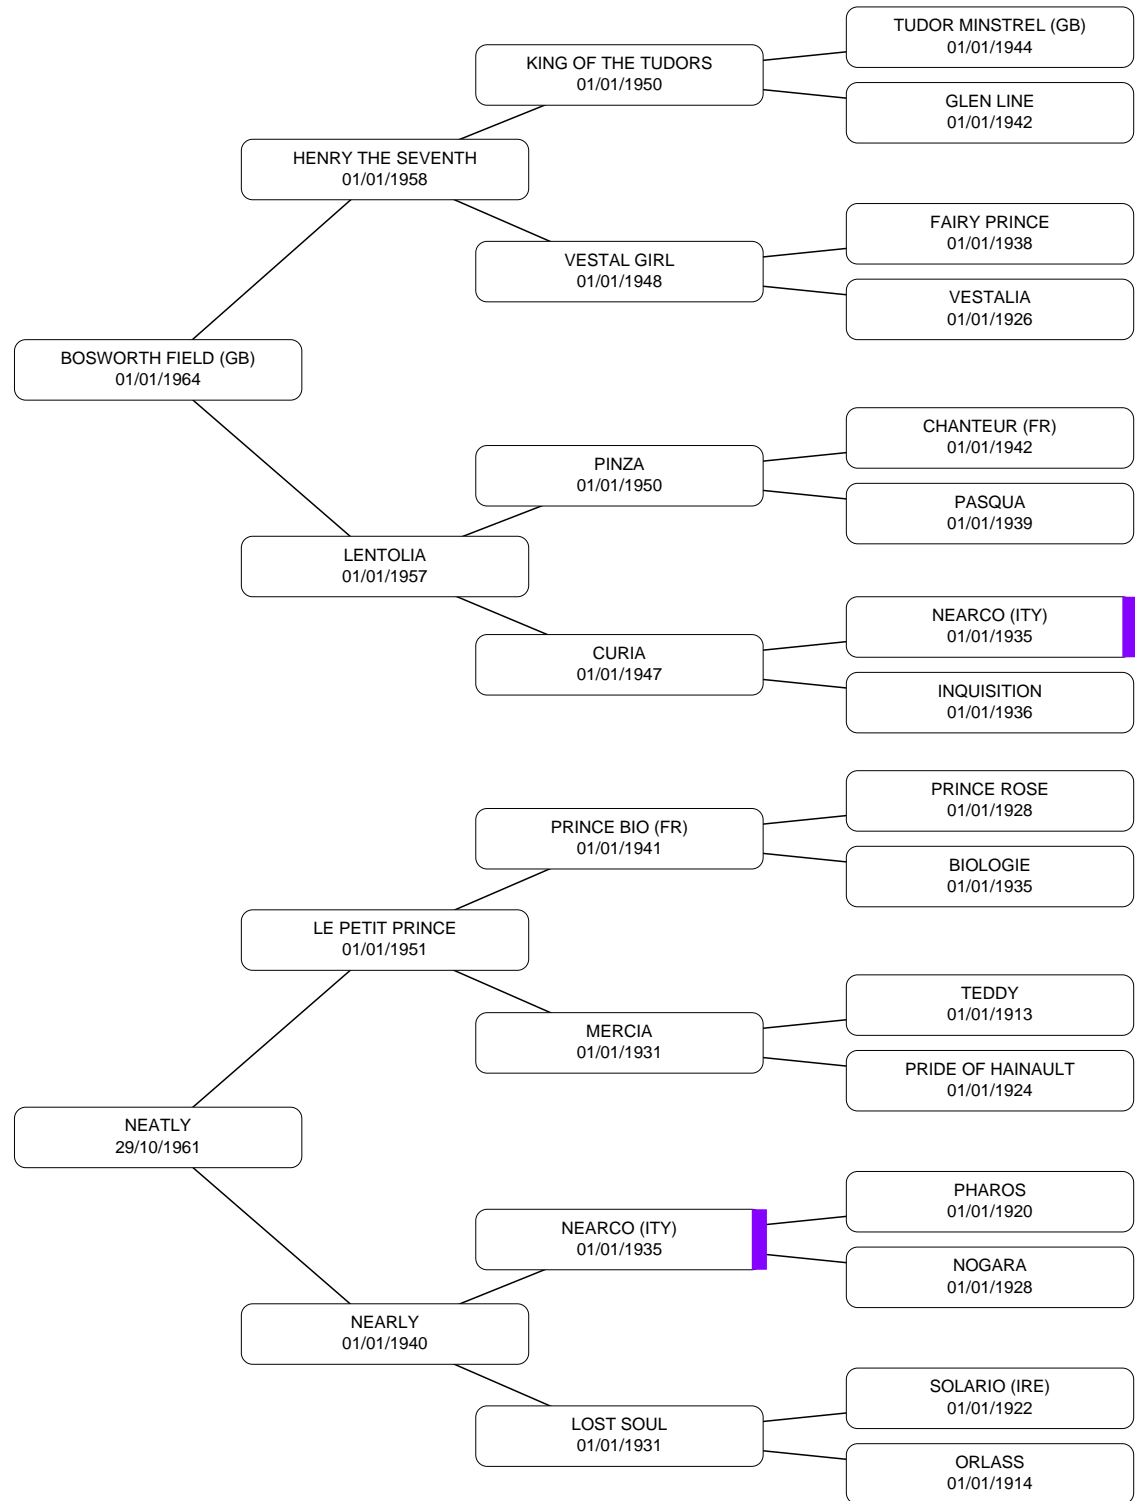 TUDOR MINSTREL (GB)
01/01/1944
KING OF THE TUDORS
01/01/1950
GLEN LINE
01/01/1942
HENRY THE SEVENTH
01/01/1958
FAIRY PRINCE
01/01/1938
VESTAL GIRL
01/01/1948
VESTALIA
01/01/1926
BOSWORTH FIELD (GB)
01/01/1964
CHANTEUR (FR)
01/01/1942
PINZA
01/01/1950
PASQUA
01/01/1939
LENTOLIA
01/01/1957
NEARCO (ITY)
01/01/1935
CURIA
01/01/1947
INQUISITION
01/01/1936
PRINCE ROSE
01/01/1928
PRINCE BIO (FR)
01/01/1941
BIOLOGIE
01/01/1935
LE PETIT PRINCE
01/01/1951
TEDDY
01/01/1913
MERCIA
01/01/1931
PRIDE OF HAINAULT
01/01/1924
NEATLY
29/10/1961
PHAROS
01/01/1920
NEARCO (ITY)
01/01/1935
NOGARA
01/01/1928
NEARLY
01/01/1940
SOLARIO (IRE)
01/01/1922
LOST SOUL
01/01/1931
ORLASS
01/01/1914